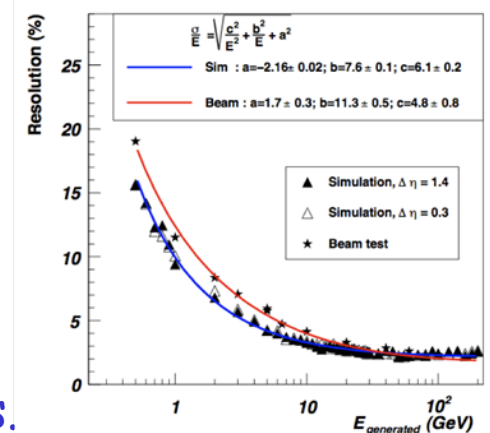 σ/E = √(c²/E² + b²/E + a²)
Sim : a=−2.16± 0.02; b=7.6 ± 0.1; c=6.1 ± 0.2
Beam : a=1.7 ± 0.3; b=11.3 ± 0.5; c=4.8 ± 0.8
Resolution (%)
25
20
15
10
5
0
Simulation, Δ η = 1.4
Simulation, Δ η = 0.3
Beam test
1
10
10²
E generated (GeV)
s.